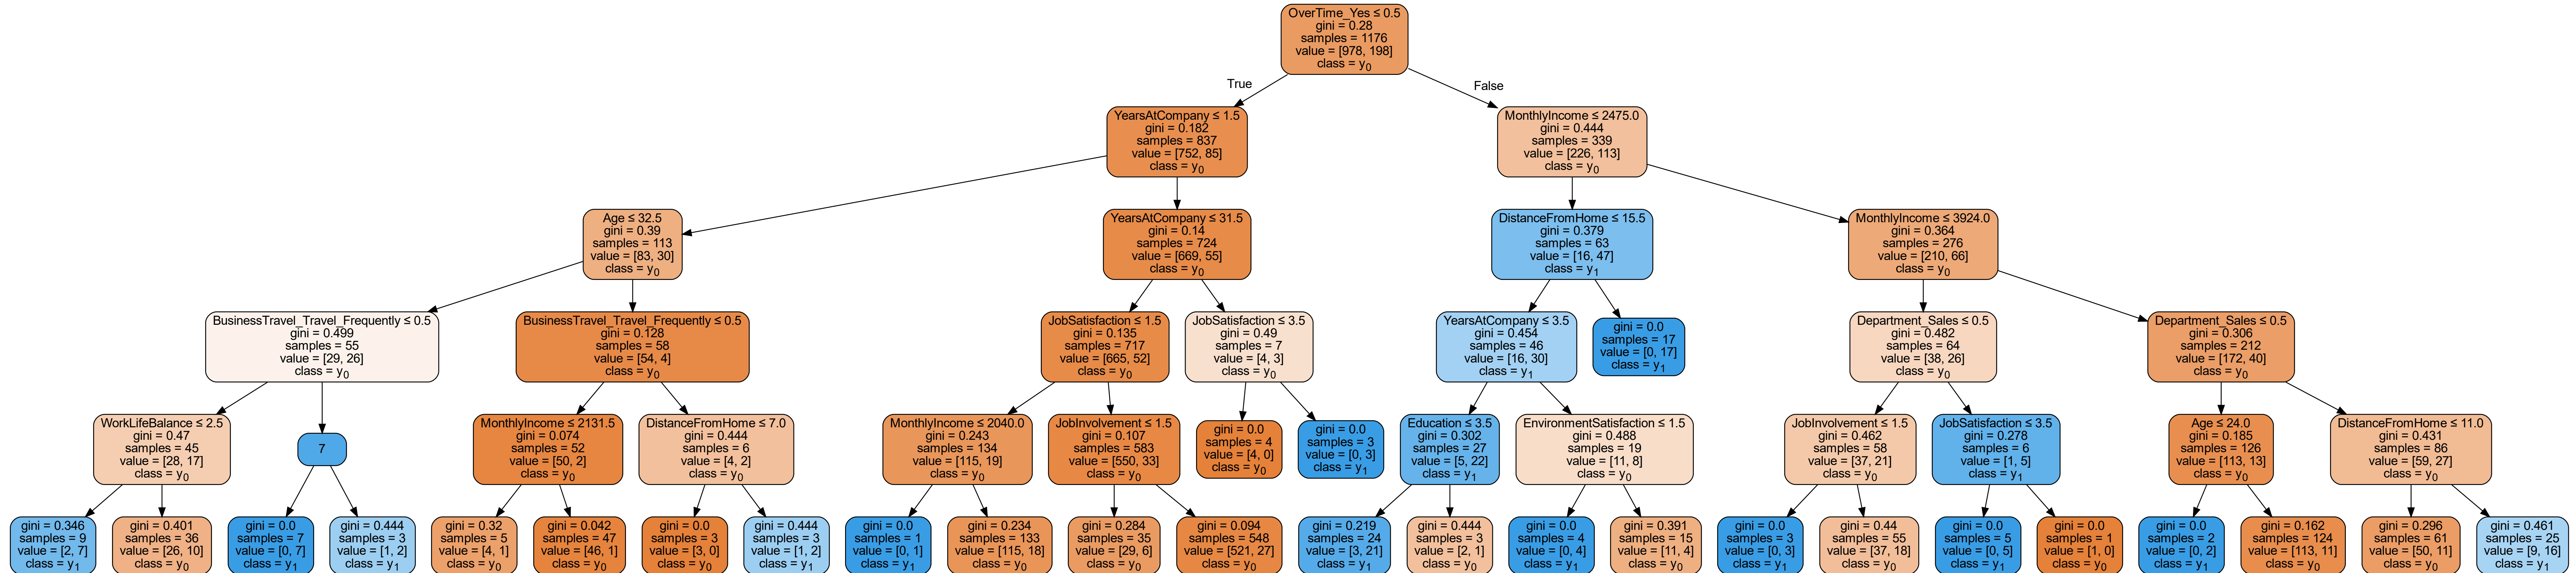 OverTime_Yes ≤ 0.5
gini = 0.28
samples = 1176
value = [978, 198]
class = y0
True
False
YearsAtCompany ≤ 1.5
gini = 0.182
samples = 837
value = [752, 85]
class = y0
MonthlyIncome ≤ 2475.0
gini = 0.444
samples = 339
value = [226, 113]
class = y0
Age ≤ 32.5
gini = 0.39
samples = 113
value = [83, 30]
class = y0
YearsAtCompany ≤ 31.5
gini = 0.14
samples = 724
value = [669, 55]
class = y0
DistanceFromHome ≤ 15.5
gini = 0.379
samples = 63
value = [16, 47]
class = y1
MonthlyIncome ≤ 3924.0
gini = 0.364
samples = 276
value = [210, 66]
class = y0
BusinessTravel_Travel_Frequently ≤ 0.5
gini = 0.499
samples = 55
value = [29, 26]
class = y0
BusinessTravel_Travel_Frequently ≤ 0.5
gini = 0.128
samples = 58
value = [54, 4]
class = y0
JobSatisfaction ≤ 1.5
gini = 0.135
samples = 717
value = [665, 52]
class = y0
JobSatisfaction ≤ 3.5
gini = 0.49
samples = 7
value = [4, 3]
class = y0
YearsAtCompany ≤ 3.5
gini = 0.454
samples = 46
value = [16, 30]
class = y1
gini = 0.0
samples = 17
value = [0, 17]
class = y1
Department_Sales ≤ 0.5
gini = 0.482
samples = 64
value = [38, 26]
class = y0
Department_Sales ≤ 0.5
gini = 0.306
samples = 212
value = [172, 40]
class = y0
WorkLifeBalance ≤ 2.5
gini = 0.47
samples = 45
value = [28, 17]
class = y0
7
MonthlyIncome ≤ 2131.5
gini = 0.074
samples = 52
value = [50, 2]
class = y0
DistanceFromHome ≤ 7.0
gini = 0.444
samples = 6
value = [4, 2]
class = y0
MonthlyIncome ≤ 2040.0
gini = 0.243
samples = 134
value = [115, 19]
class = y0
JobInvolvement ≤ 1.5
gini = 0.107
samples = 583
value = [550, 33]
class = y0
gini = 0.0
samples = 4
value = [4, 0]
class = y0
gini = 0.0
samples = 3
value = [0, 3]
class = y1
Education ≤ 3.5
gini = 0.302
samples = 27
value = [5, 22]
class = y1
EnvironmentSatisfaction ≤ 1.5
gini = 0.488
samples = 19
value = [11, 8]
class = y0
JobInvolvement ≤ 1.5
gini = 0.462
samples = 58
value = [37, 21]
class = y0
JobSatisfaction ≤ 3.5
gini = 0.278
samples = 6
value = [1, 5]
class = y1
Age ≤ 24.0
gini = 0.185
samples = 126
value = [113, 13]
class = y0
DistanceFromHome ≤ 11.0
gini = 0.431
samples = 86
value = [59, 27]
class = y0
gini = 0.346
samples = 9
value = [2, 7]
class = y1
gini = 0.401
samples = 36
value = [26, 10]
class = y0
gini = 0.0
samples = 7
value = [0, 7]
class = y1
gini = 0.444
samples = 3
value = [1, 2]
class = y1
gini = 0.32
samples = 5
value = [4, 1]
class = y0
gini = 0.042
samples = 47
value = [46, 1]
class = y0
gini = 0.0
samples = 3
value = [3, 0]
class = y0
gini = 0.444
samples = 3
value = [1, 2]
class = y1
gini = 0.0
samples = 1
value = [0, 1]
class = y1
gini = 0.234
samples = 133
value = [115, 18]
class = y0
gini = 0.284
samples = 35
value = [29, 6]
class = y0
gini = 0.094
samples = 548
value = [521, 27]
class = y0
gini = 0.219
samples = 24
value = [3, 21]
class = y1
gini = 0.444
samples = 3
value = [2, 1]
class = y0
gini = 0.0
samples = 4
value = [0, 4]
class = y1
gini = 0.391
samples = 15
value = [11, 4]
class = y0
gini = 0.0
samples = 3
value = [0, 3]
class = y1
gini = 0.44
samples = 55
value = [37, 18]
class = y0
gini = 0.0
samples = 5
value = [0, 5]
class = y1
gini = 0.0
samples = 1
value = [1, 0]
class = y0
gini = 0.0
samples = 2
value = [0, 2]
class = y1
gini = 0.162
samples = 124
value = [113, 11]
class = y0
gini = 0.296
samples = 61
value = [50, 11]
class = y0
gini = 0.461
samples = 25
value = [9, 16]
class = y1